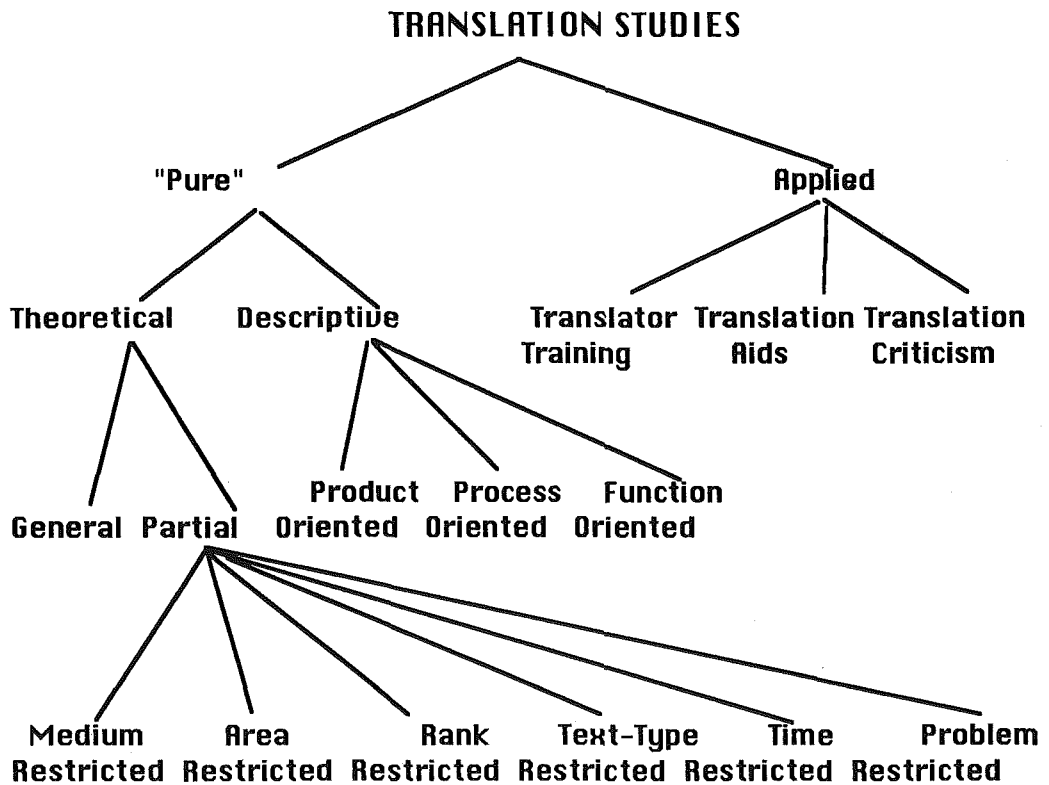 TRANSLATION STUDIES
"Pure" Applied
Theoretical Descriptive Translator Translation Translation
Training Aids Criticism
Product Process Function
General Partial Oriented Oriented Oriented
Medium Area Rank Text-Type Time Problem
Restricted Restricted Restricted Restricted Restricted Restricted